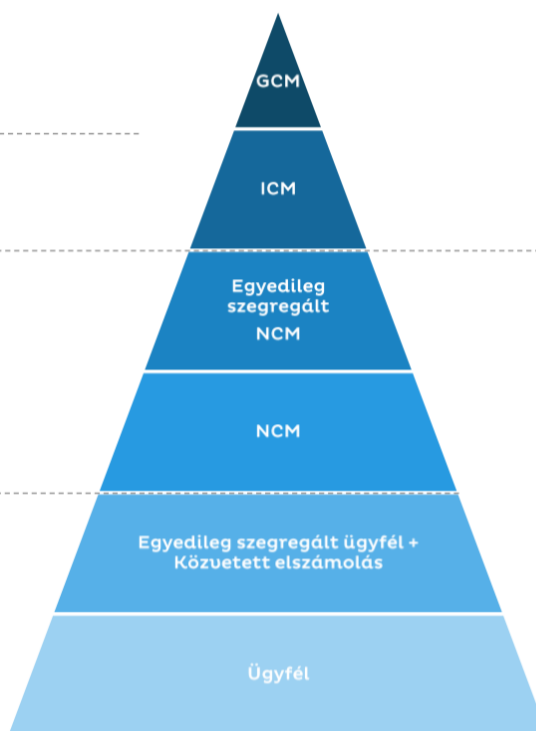 GCM
ICM
Egyedileg
szegregált
NCM
NCM
Egyedileg szegregált ügyfél +
Közvetett elszámolás
Ügyfél